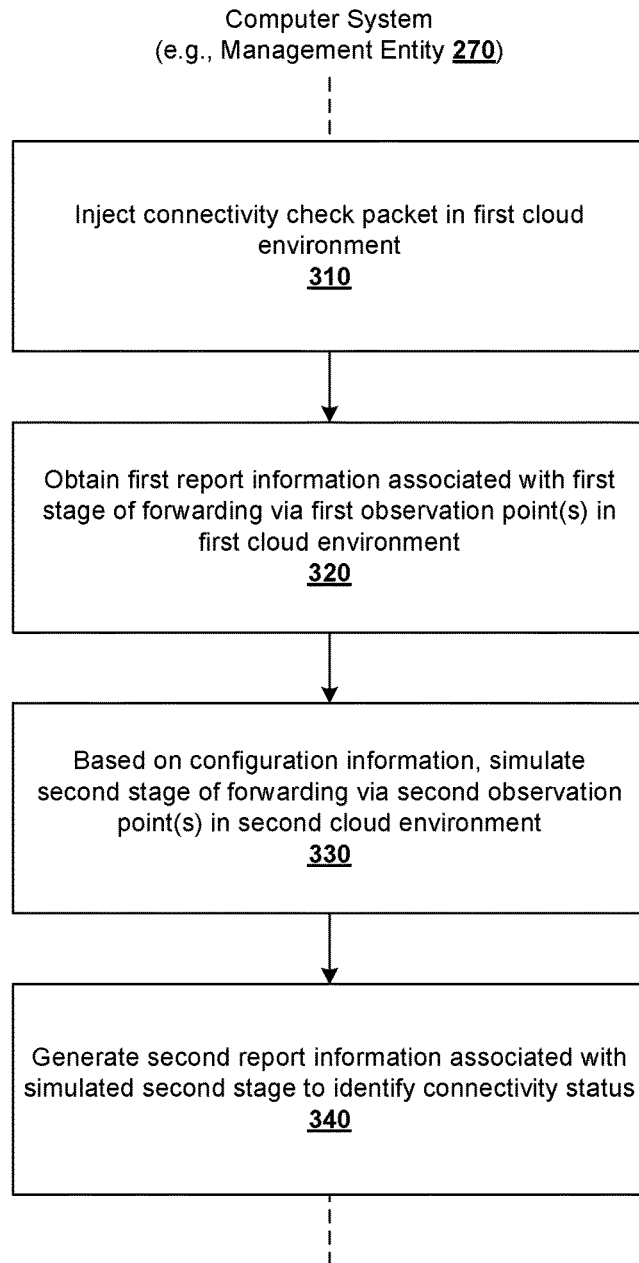 Computer System
(e.g., Management Entity 270)
Inject connectivity check packet in first cloud
environment
310
Obtain first report information associated with first
stage of forwarding via first observation point(s) in
first cloud environment
320
Based on configuration information, simulate
second stage of forwarding via second observation
point(s) in second cloud environment
330
Generate second report information associated with
simulated second stage to identify connectivity status
340